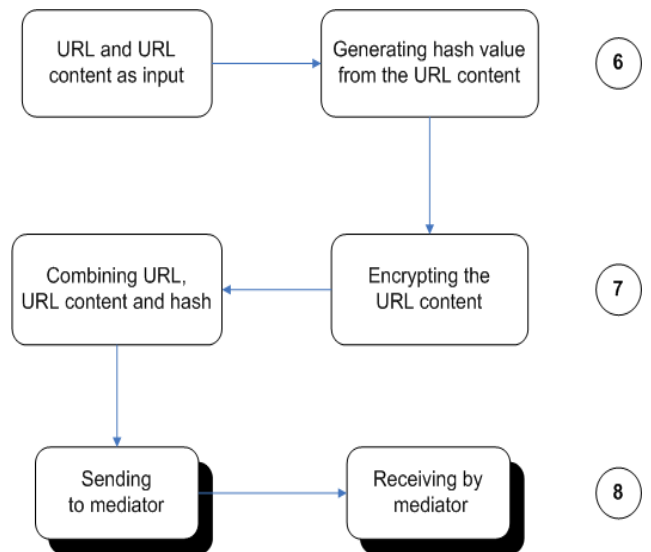 URL and URL
content as input
Generating hash value
from the URL content
6
Combining URL,
URL content and hash
Encrypting the
URL content
7
Sending
to mediator
Receiving by
mediator
8